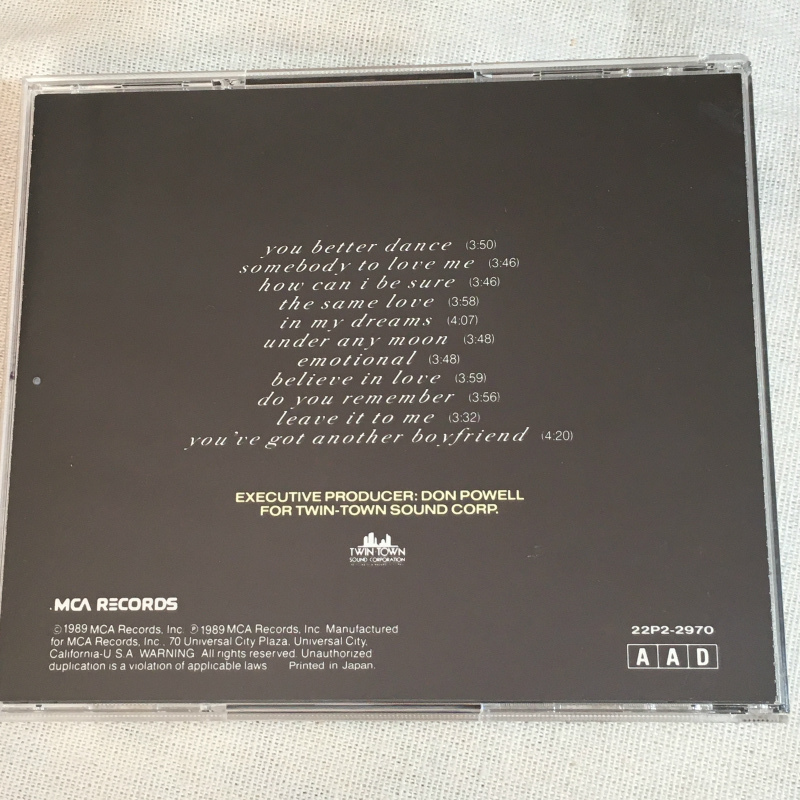 you better dance (3:50)
somebody to love me (3:46)
how can i be sure (3:46)
the same love (3:58)
in my dreams (4:07)
under any moon (3:48)
emotional (3:48)
believe in love (3:59)
do you remember (3:56)
leave it to me (3:32)
you've got another boyfriend (4:20)
EXECUTIVE PRODUCER: DON POWELL
FOR TWIN-TOWN SOUND CORP.
TWIN TOWN
SOUND CORPORATION
MCA RECORDS
© 1989 MCA Records, Inc. ℗ 1989 MCA Records, Inc Manufactured
for MCA Records, Inc., 70 Universal City Plaza, Universal City,
California-U S A WARNING All rights reserved. Unauthorized
duplication is a violation of applicable laws Printed in Japan.
22P2-2970
A A D